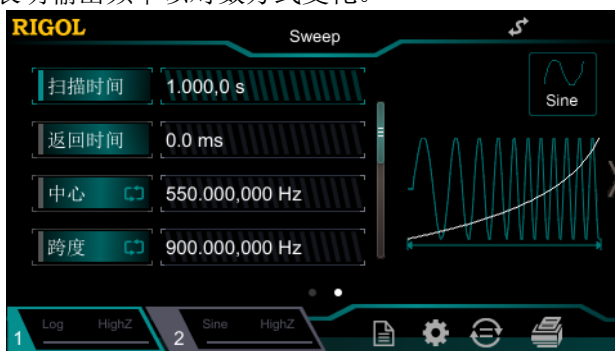 表明输出频率以对数方式变化。
RIGOL
Sweep
扫描时间 1.000,0 s
Sine
返回时间 0.0 ms
中心 550.000,000 Hz
跨度 900.000,000 Hz
1 Log HighZ
2 Sine HighZ